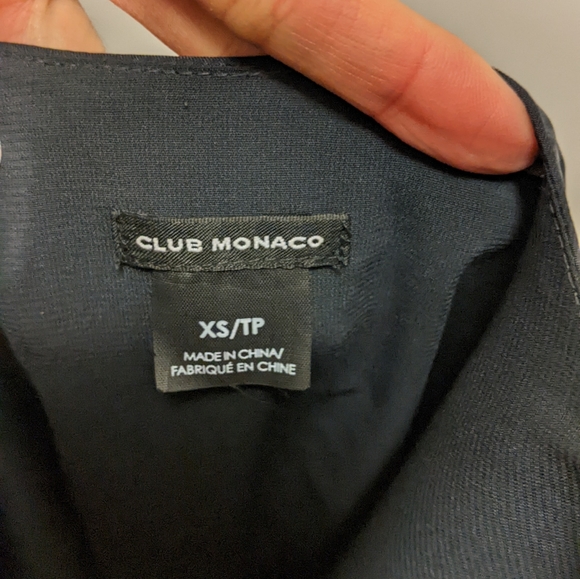 CLUB MONACO
XS/TP
MADE IN CHINA/
FABRIQUÉ EN CHINE